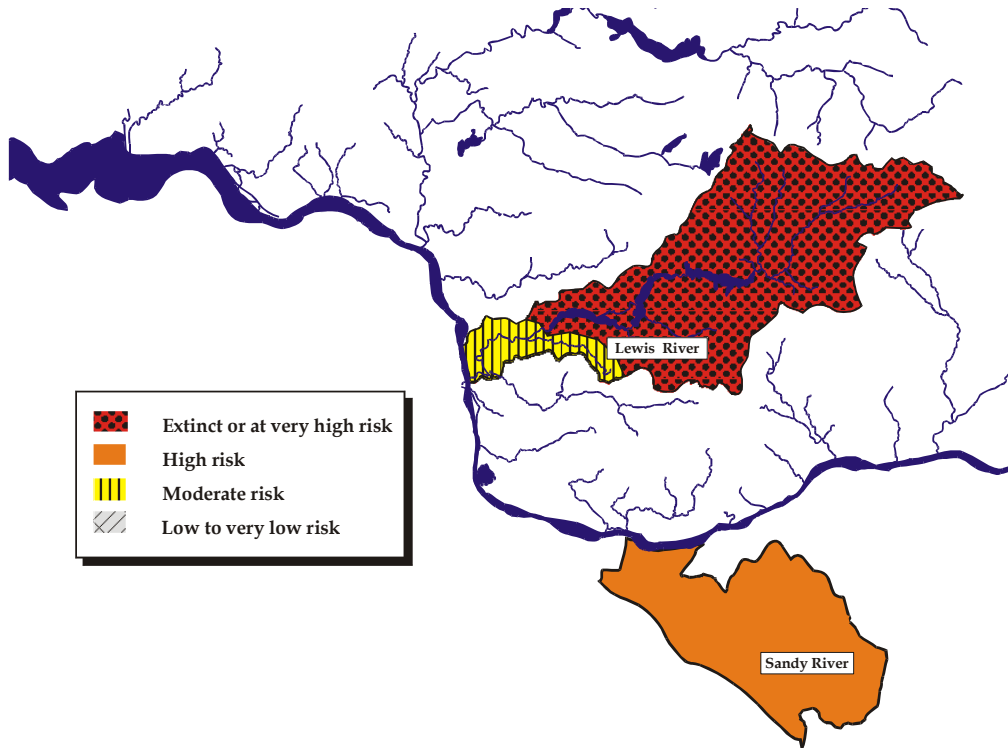 Lewis River
Extinct or at very high risk
High risk
Moderate risk
Low to very low risk
Sandy River